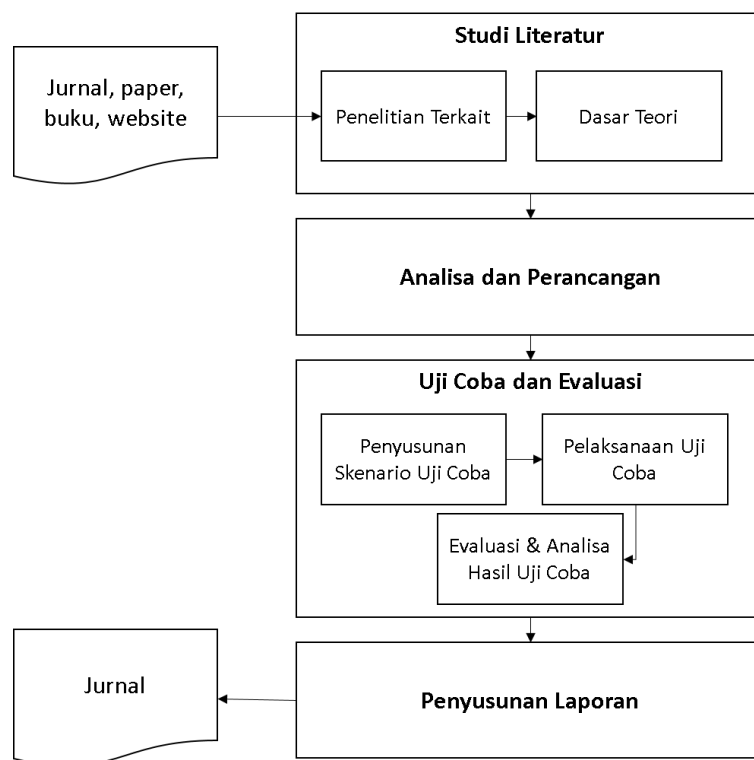 Studi Literatur
Jurnal, paper,
buku, website
Penelitian Terkait
Dasar Teori
Analisa dan Perancangan
Uji Coba dan Evaluasi
Penyusunan
Skenario Uji Coba
Pelaksanaan Uji
Coba
Evaluasi & Analisa
Hasil Uji Coba
Jurnal
Penyusunan Laporan